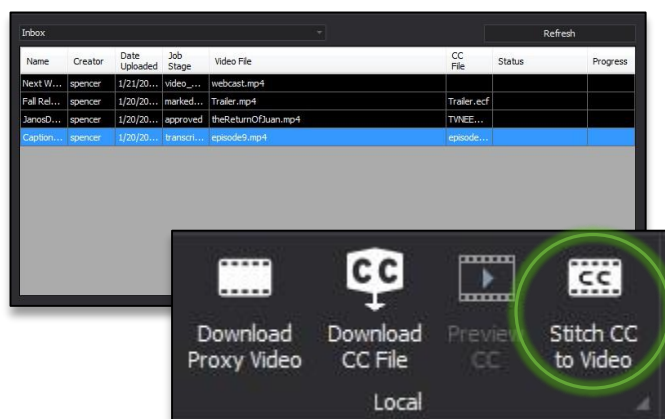 Inbox Refresh
Name Creator Date Uploaded Job Stage Video File CC File Status Progress
Next W... spencer 1/21/20... video_... webcast.mp4
Fall Rel... spencer 1/20/20... marked... Trailer.mp4 Trailer.ecf
JanosD... spencer 1/20/20... approved theReturnOfJuan.mp4 TVNEE...
Caption... spencer 1/20/20... transcri... episode9.mp4 episode...
CC CC
Download Download Preview Stitch CC
Proxy Video CC File CC to Video
Local